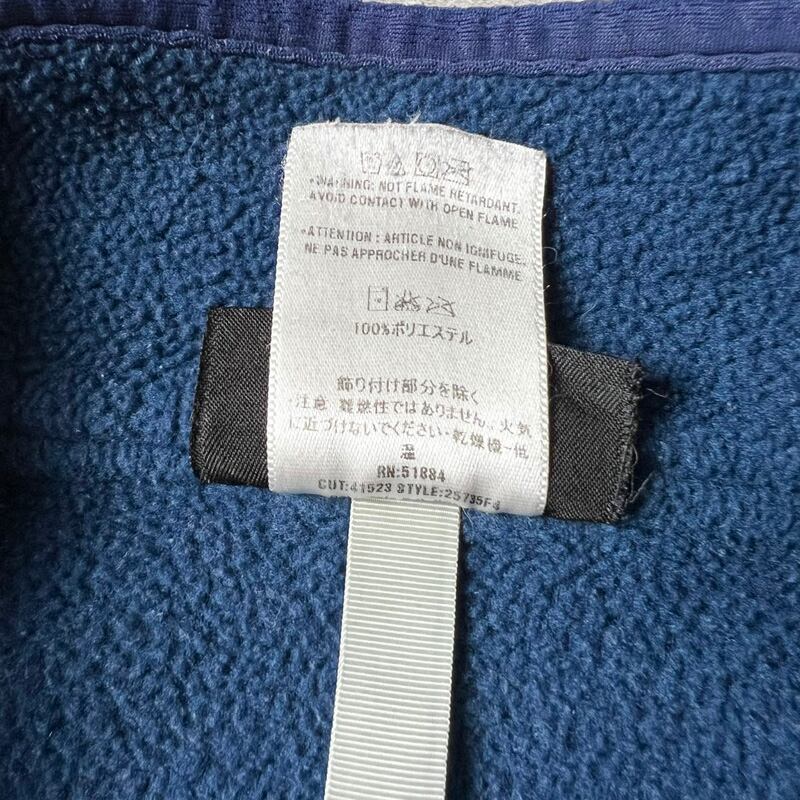 •WARNING: NOT FLAME RETARDANT.
AVOID CONTACT WITH OPEN FLAME
•ATTENTION : ARTICLE NON IGNIFUGE.
NE PAS APPROCHER D'UNE FLAMME
100%ポリエステル
飾り付け部分を除く
・注意 難燃性ではありません。火気
に近づけないでください・乾燥機-低
温
RN:51884
CUT:41523 STYLE:25735F4